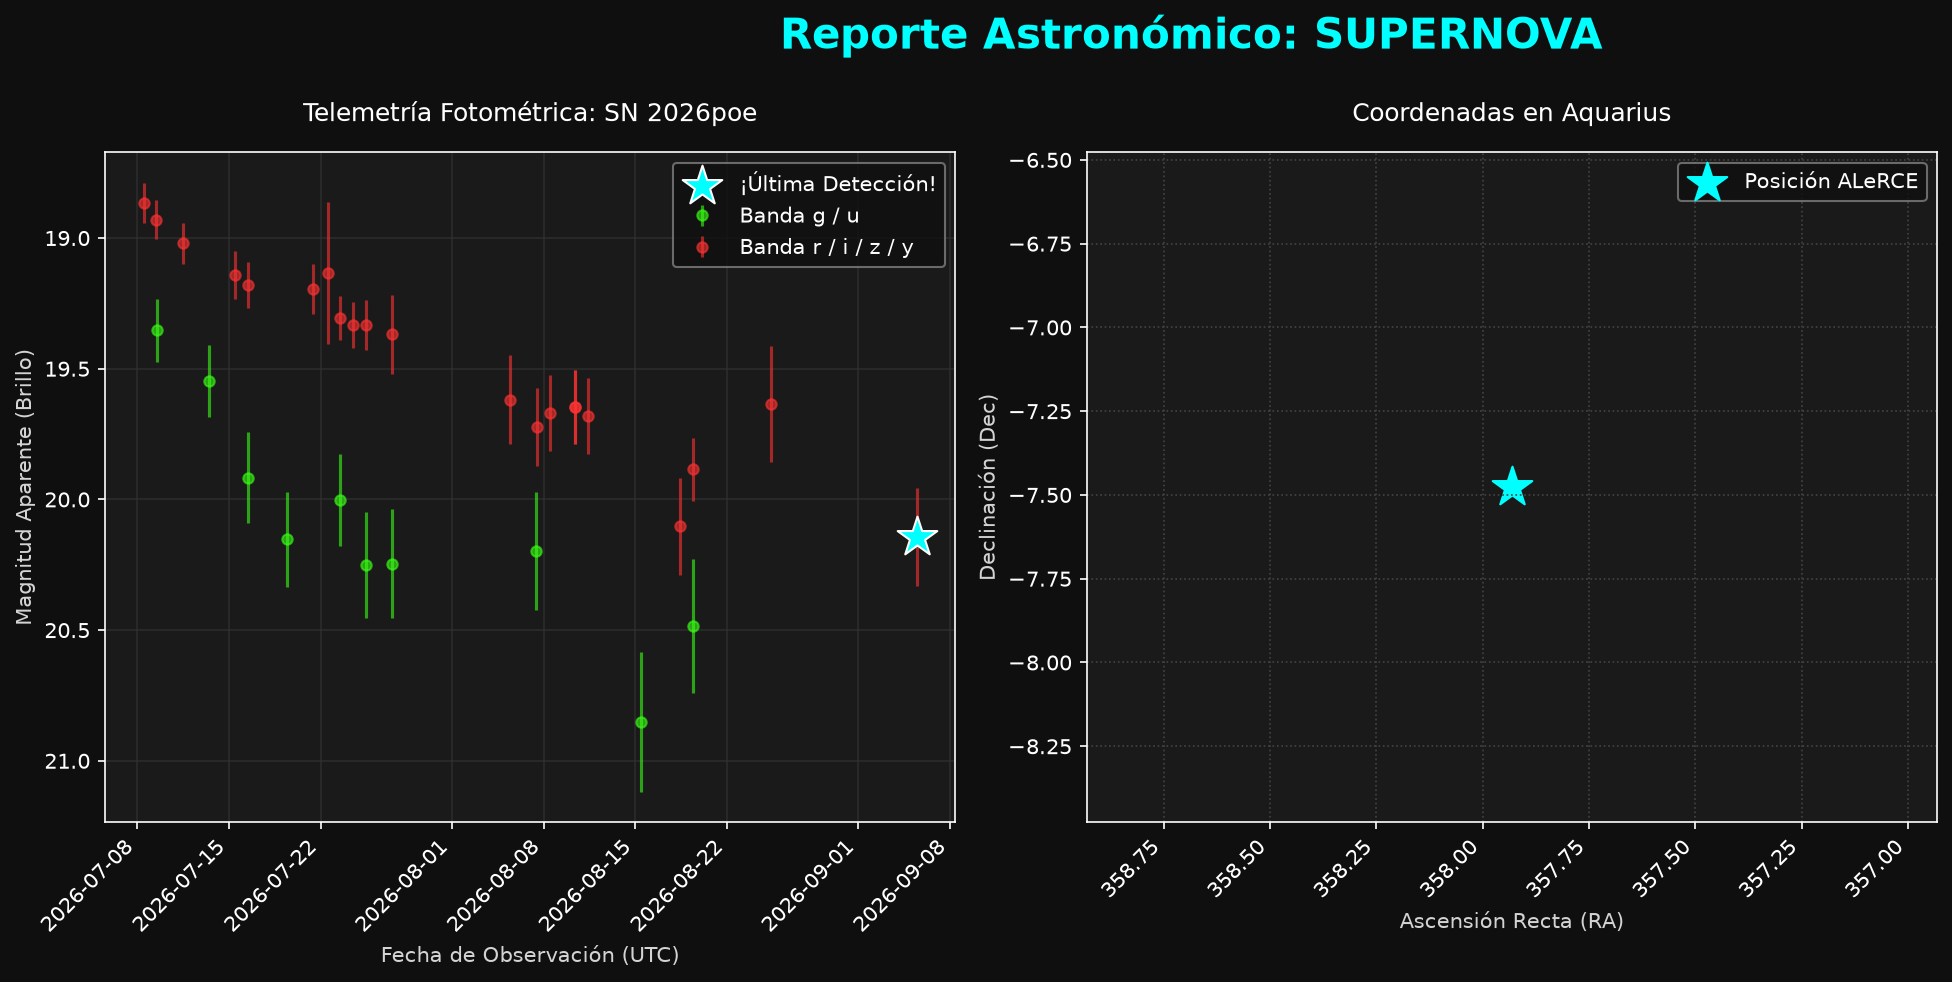 Reporte Astronómico: SUPERNOVA
Telemetría Fotométrica: SN 2026poe
¡Última Detección!
Banda g / u
Banda r / i / z / y
Magnitud Aparente (Brillo)
19.0
19.5
20.0
20.5
21.0
2026-07-08
2026-07-15
2026-07-22
2026-08-01
2026-08-08
2026-08-15
2026-08-22
2026-09-01
2026-09-08
Fecha de Observación (UTC)
Coordenadas en Aquarius
Posición ALeRCE
Declinación (Dec)
−6.50
−6.75
−7.00
−7.25
−7.50
−7.75
−8.00
−8.25
358.75
358.50
358.25
358.00
357.75
357.50
357.25
357.00
Ascensión Recta (RA)